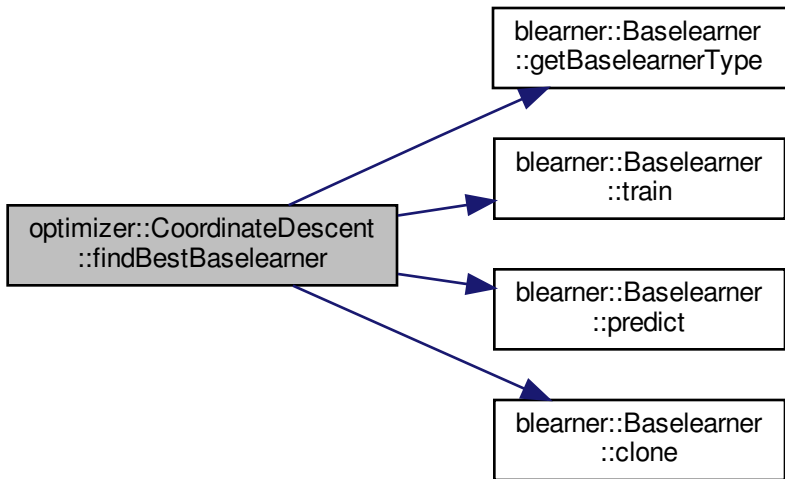 optimizer::CoordinateDescent
::findBestBaselearner
blearner::Baselearner
::getBaselearnerType
blearner::Baselearner
::train
blearner::Baselearner
::predict
blearner::Baselearner
::clone